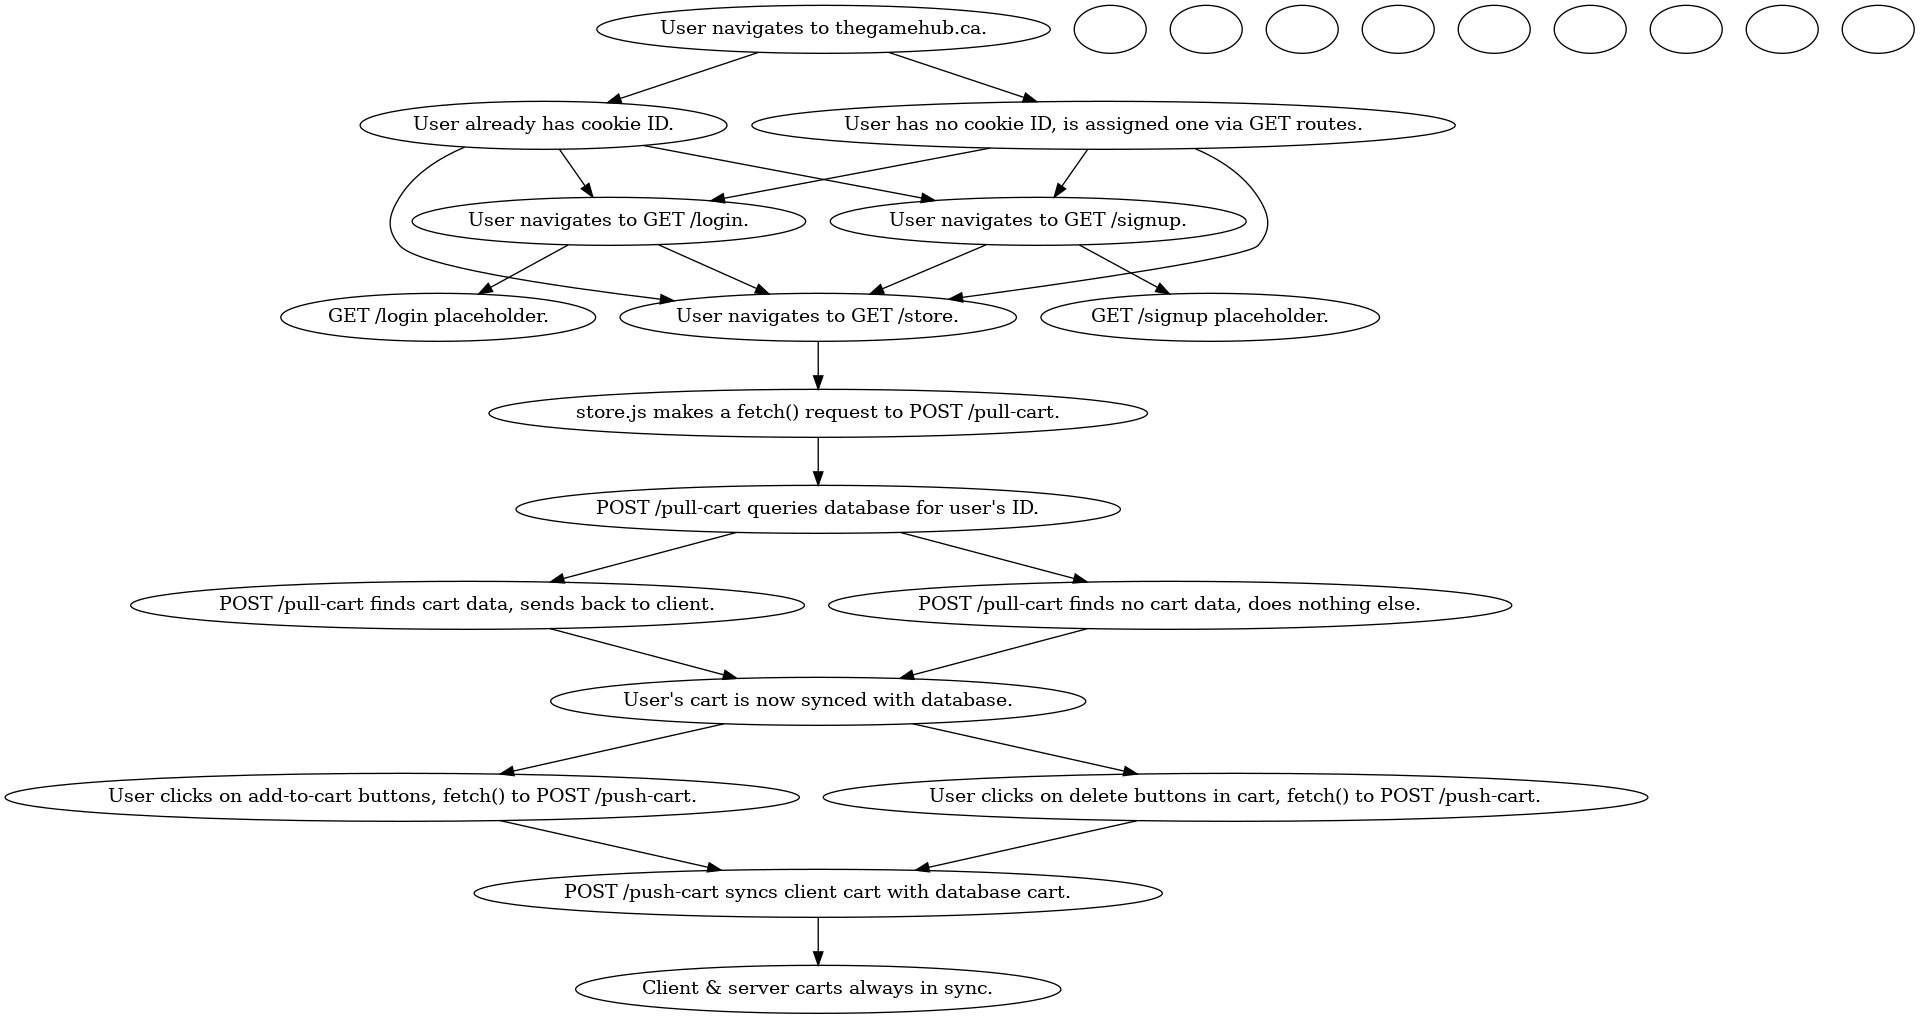 User navigates to thegamehub.ca.
User already has cookie ID.
User has no cookie ID, is assigned one via GET routes.
User navigates to GET /login.
User navigates to GET /signup.
GET /login placeholder.
User navigates to GET /store.
GET /signup placeholder.
store.js makes a fetch() request to POST /pull-cart.
POST /pull-cart queries database for user's ID.
POST /pull-cart finds cart data, sends back to client.
POST /pull-cart finds no cart data, does nothing else.
User's cart is now synced with database.
User clicks on add-to-cart buttons, fetch() to POST /push-cart.
User clicks on delete buttons in cart, fetch() to POST /push-cart.
POST /push-cart syncs client cart with database cart.
Client & server carts always in sync.